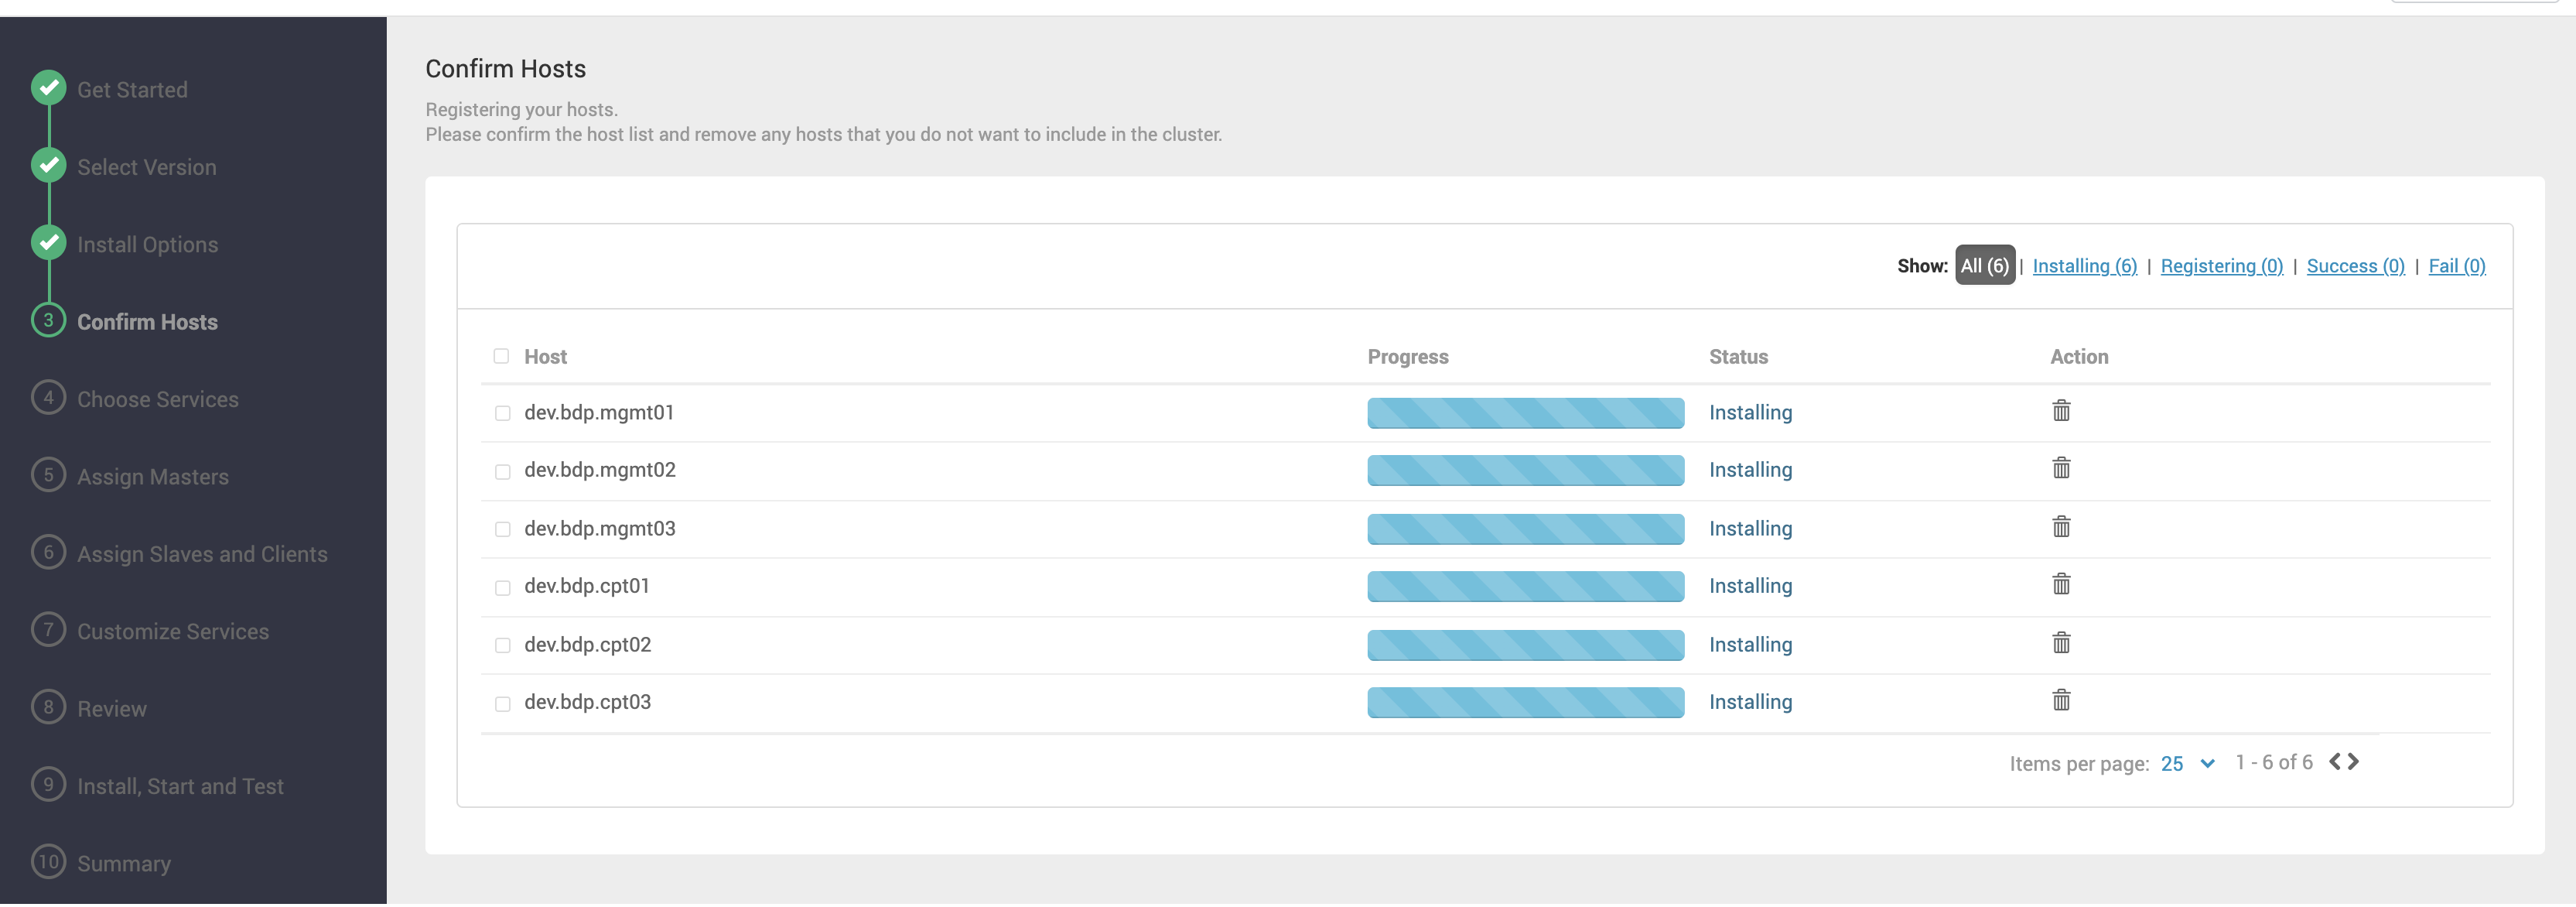 Get Started
Select Version
Install Options
3 Confirm Hosts
4 Choose Services
5 Assign Masters
6 Assign Slaves and Clients
7 Customize Services
8 Review
9 Install, Start and Test
10 Summary
Confirm Hosts
Registering your hosts.
Please confirm the host list and remove any hosts that you do not want to include in the cluster.
Show: All (6) | Installing (6) | Registering (0) | Success (0) | Fail (0)
Host Progress Status Action
dev.bdp.mgmt01 Installing
dev.bdp.mgmt02 Installing
dev.bdp.mgmt03 Installing
dev.bdp.cpt01 Installing
dev.bdp.cpt02 Installing
dev.bdp.cpt03 Installing
Items per page: 25 1 - 6 of 6